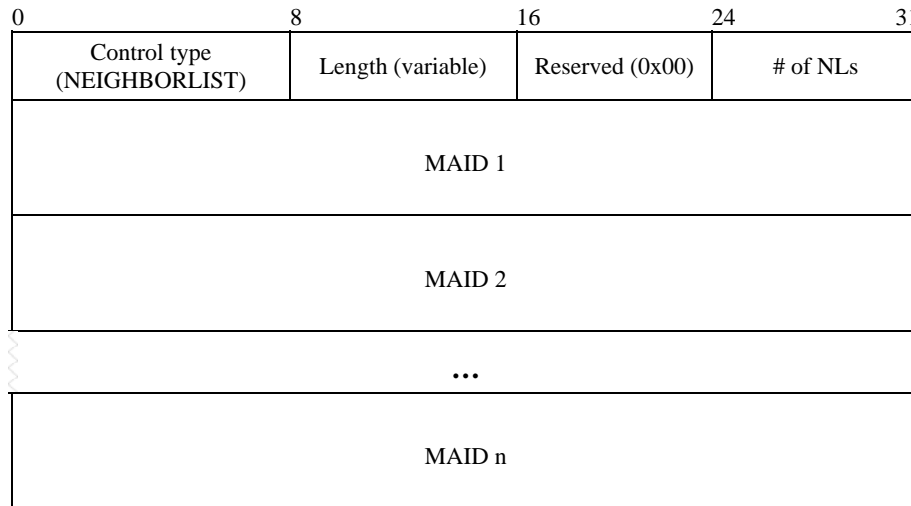 0 8 16 24 31
Control type
(NEIGHBORLIST)
Length (variable)
Reserved (0x00)
# of NLs
MAID 1
MAID 2
...
MAID n